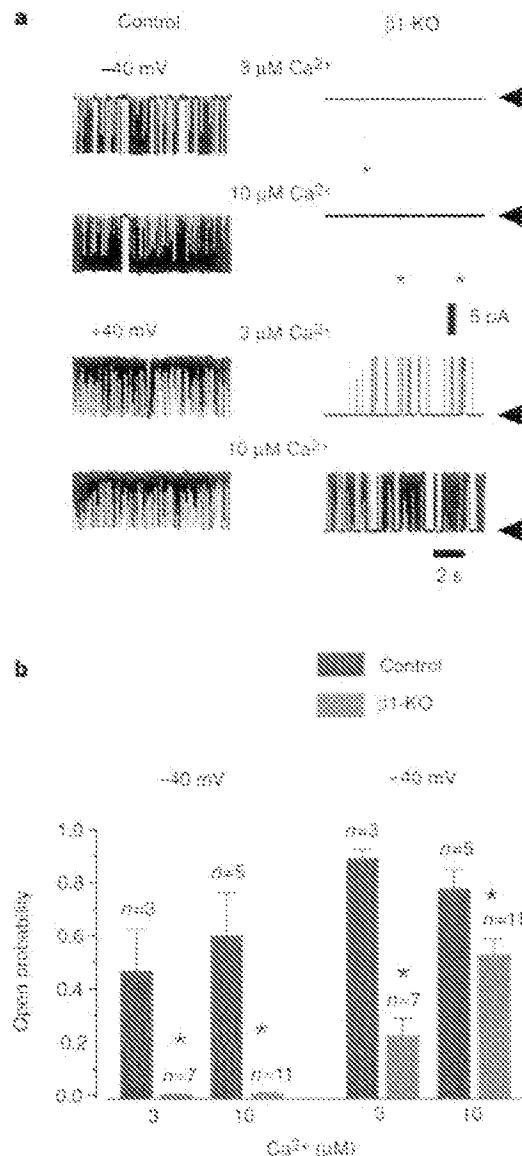 a
Control β1-KO
–40 mV 3 µM Ca²⁺
*
10 µM Ca²⁺
* *
5 pA
+40 mV 3 µM Ca²⁺
10 µM Ca²⁺
2 s
b
Control
β1-KO
–40 mV +40 mV
Open probability
1.0
0.8
0.6
0.4
0.2
0.0
n=3 n=7 n=5 n=11 n=3 n=7 n=5 n=11
* * * *
3 10 3 10
Ca²⁺ (µM)